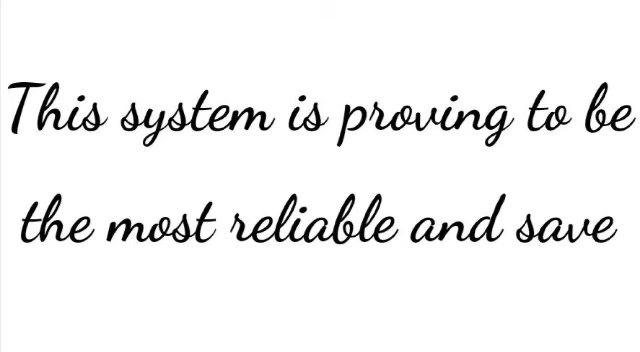 This system is proving to be
the most reliable and save